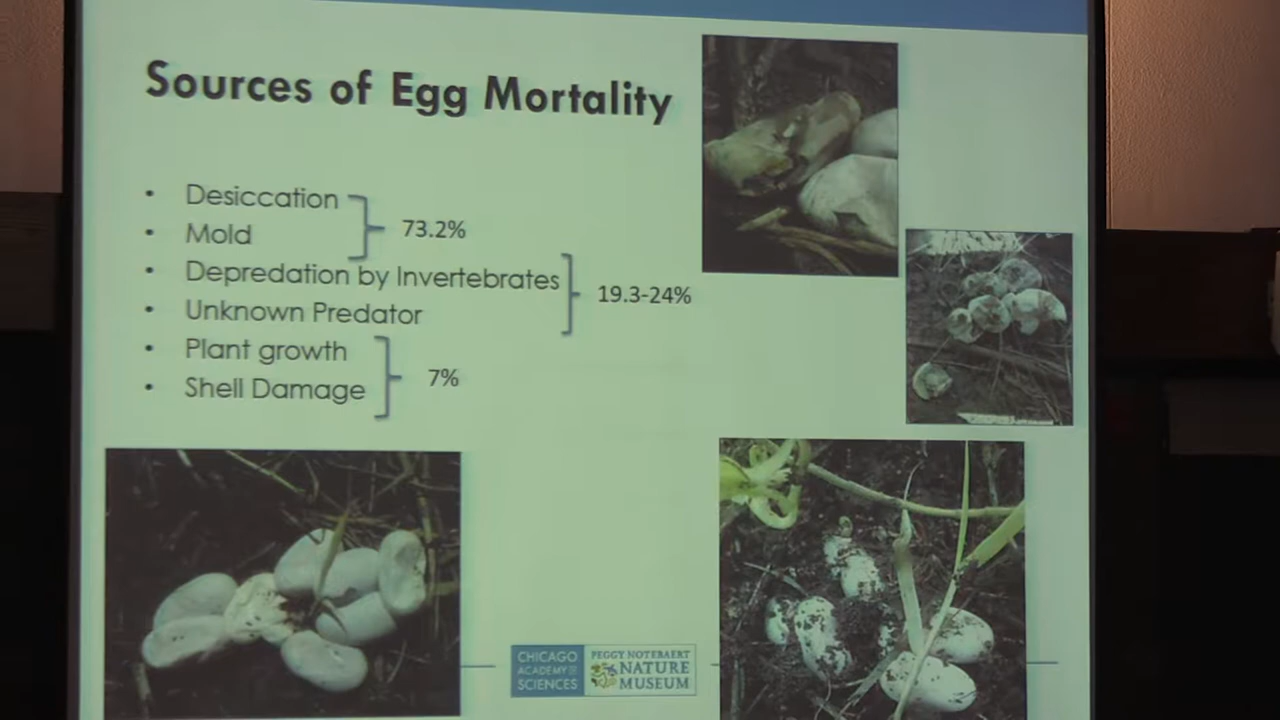 Sources of Egg Mortality
• Desiccation
• Mold
73.2%
• Depredation by Invertebrates
• Unknown Predator
19.3-24%
• Plant growth
• Shell Damage
7%
CHICAGO
ACADEMY OF
SCIENCES
PEGGY NOTEBAERT
NATURE
MUSEUM